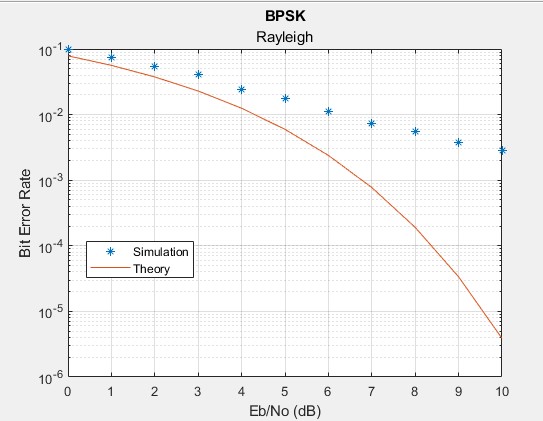 BPSK
Rayleigh
10-1
10-2
10-3
10-4
10-5
10-6
Bit Error Rate
Simulation
Theory
0 1 2 3 4 5 6 7 8 9 10
Eb/No (dB)